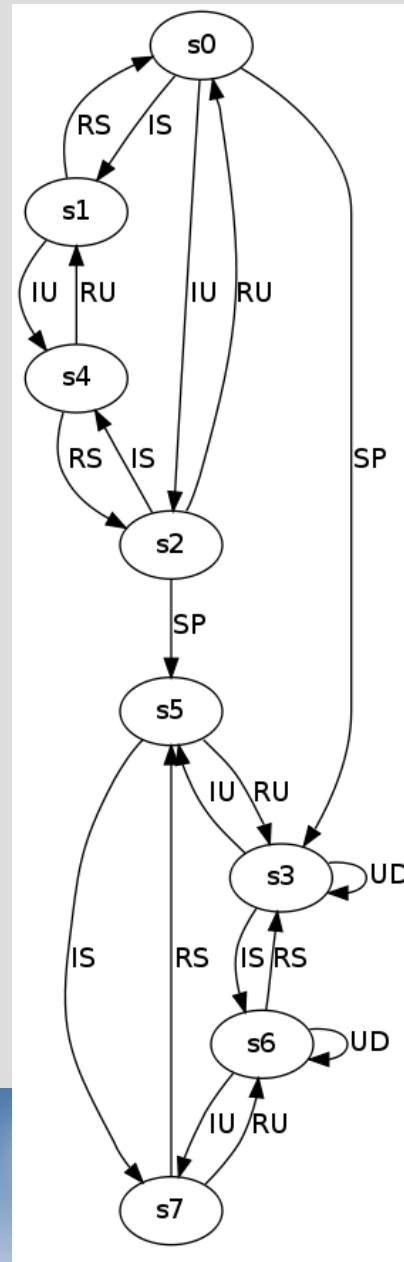 s0
RS IS
s1
IU RU IU RU
s4
RS IS SP
s2
SP
s5
IU RU
s3 UD
IS RS IS RS
s6 UD
IU RU
s7